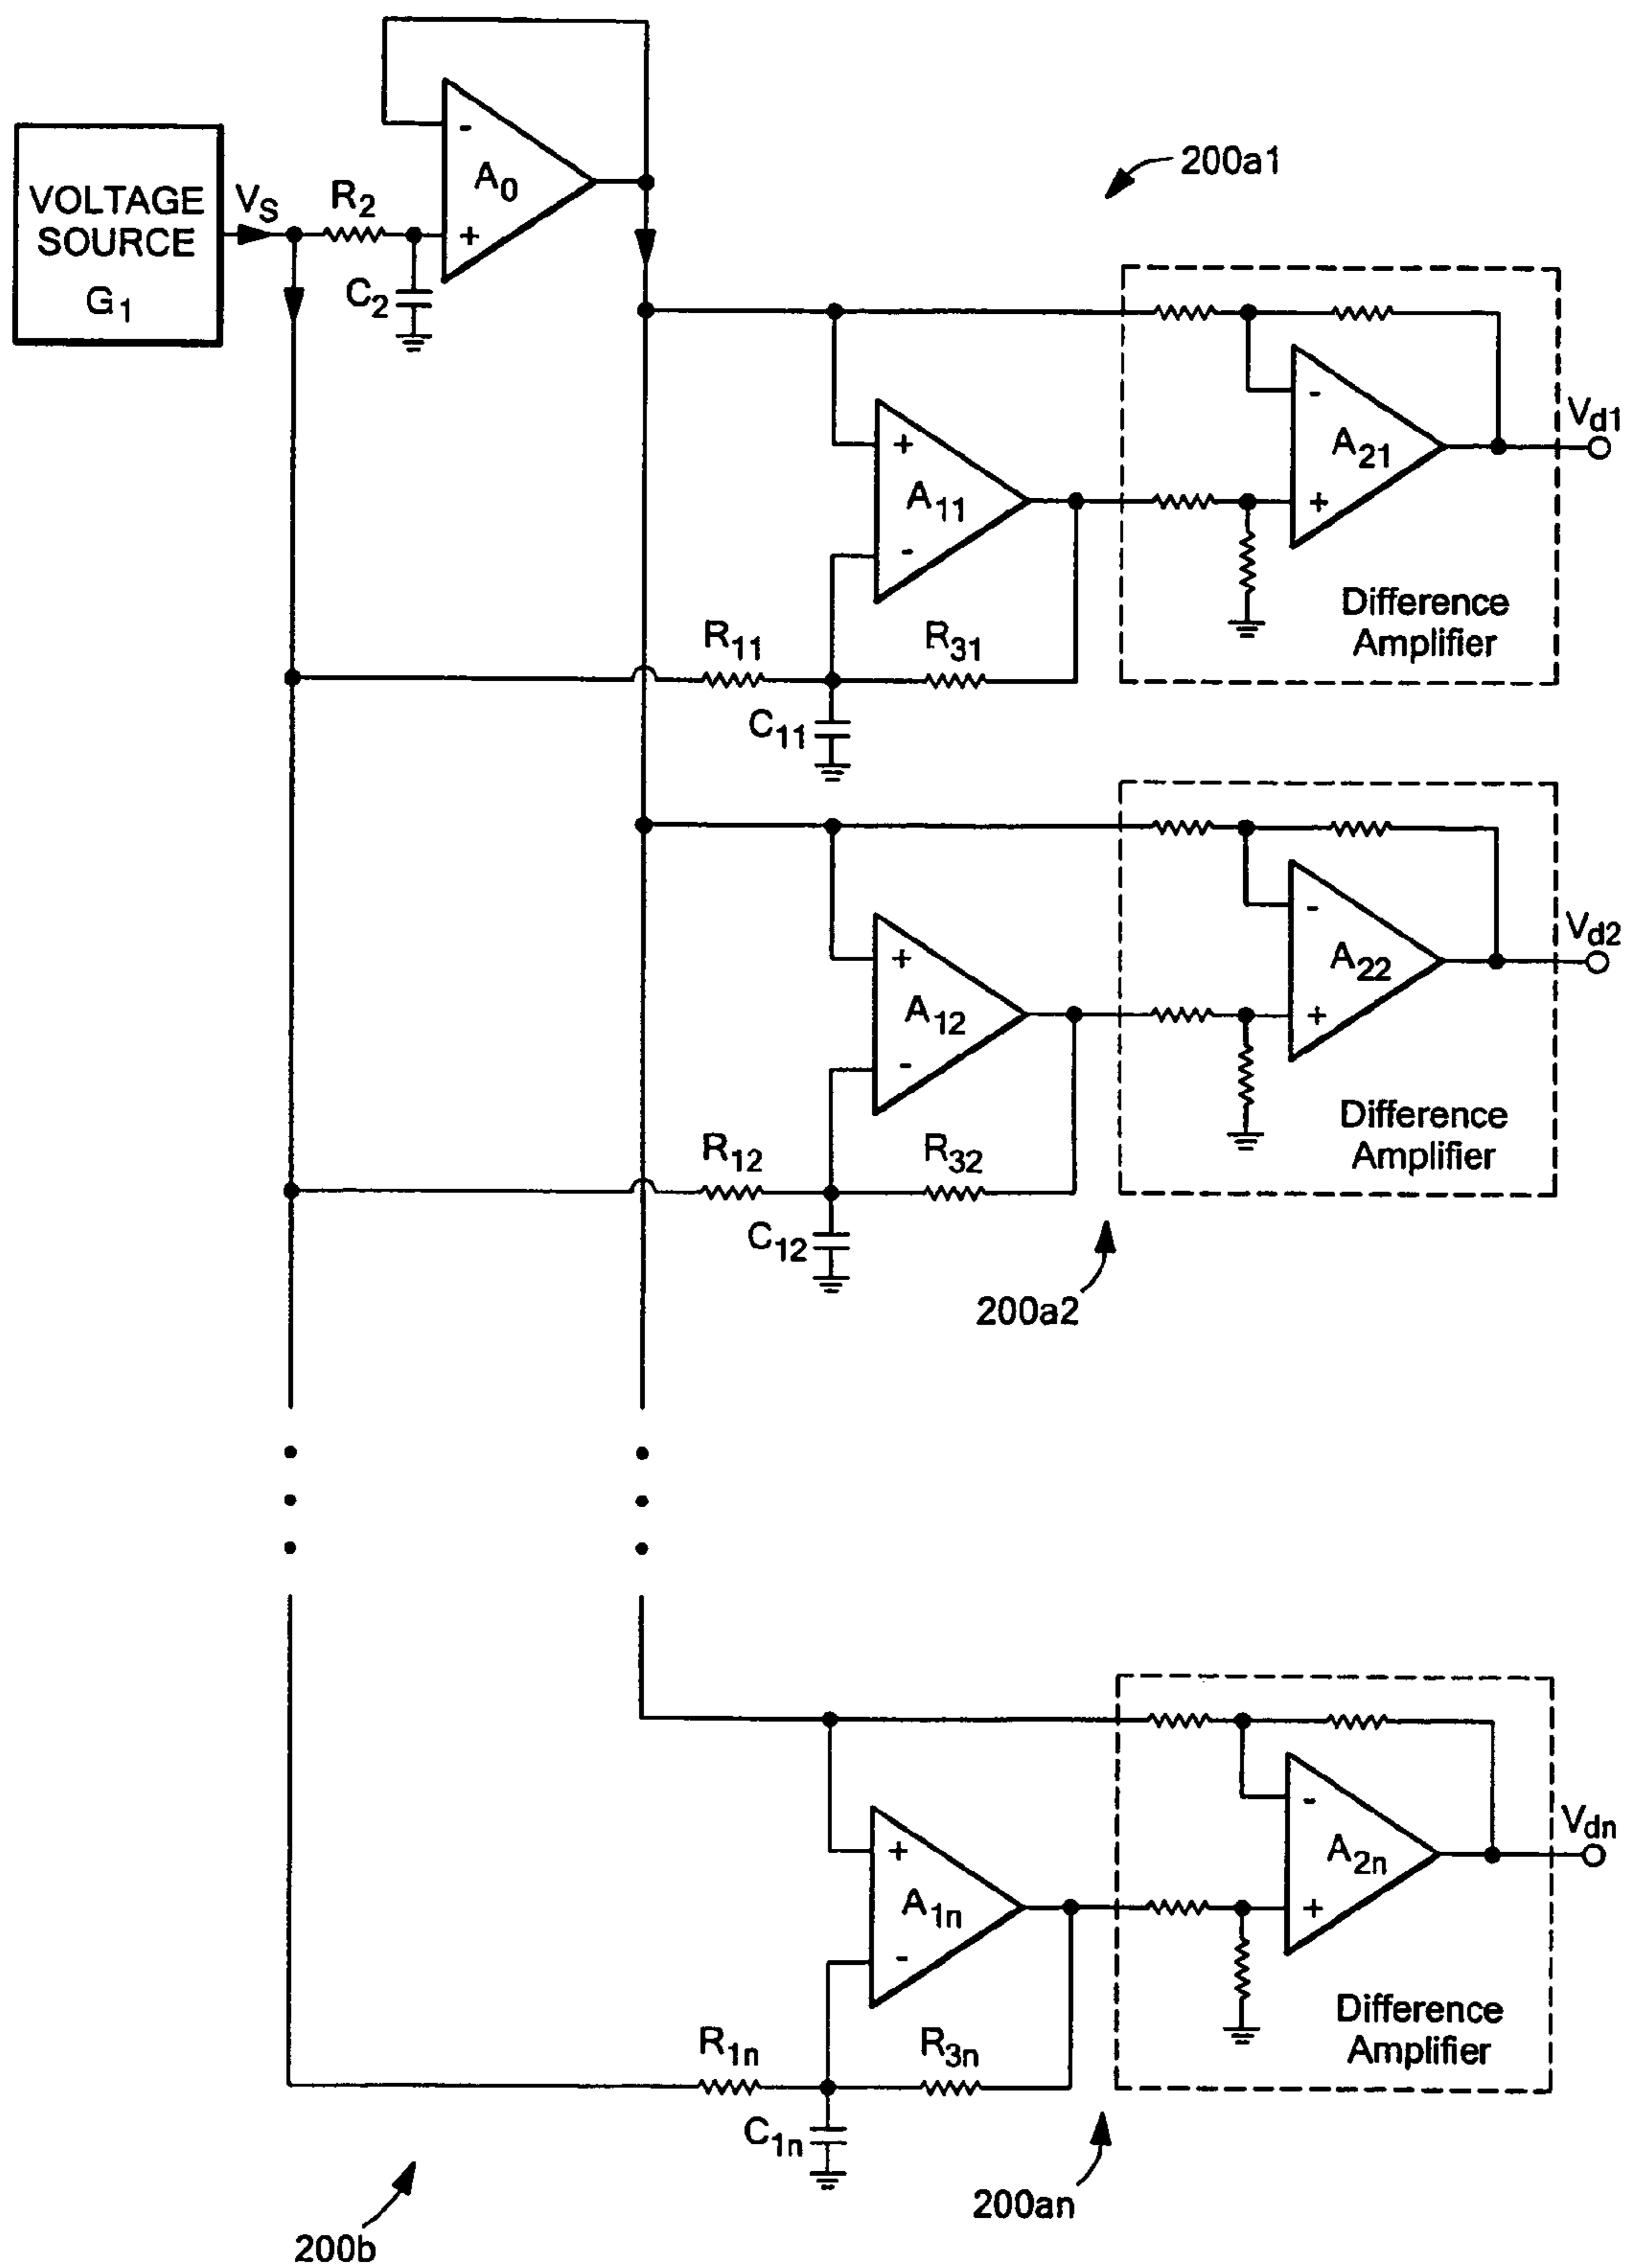 VOLTAGE
SOURCE
G1
VS
R2
C2
-
A0
+
200a1
+
A11
-
R11
R31
C11
-
A21
+
Vd1
Difference
Amplifier
+
A12
-
R12
R32
C12
-
A22
+
Vd2
Difference
Amplifier
200a2
+
A1n
-
R1n
R3n
C1n
-
A2n
+
Vdn
Difference
Amplifier
200an
200b